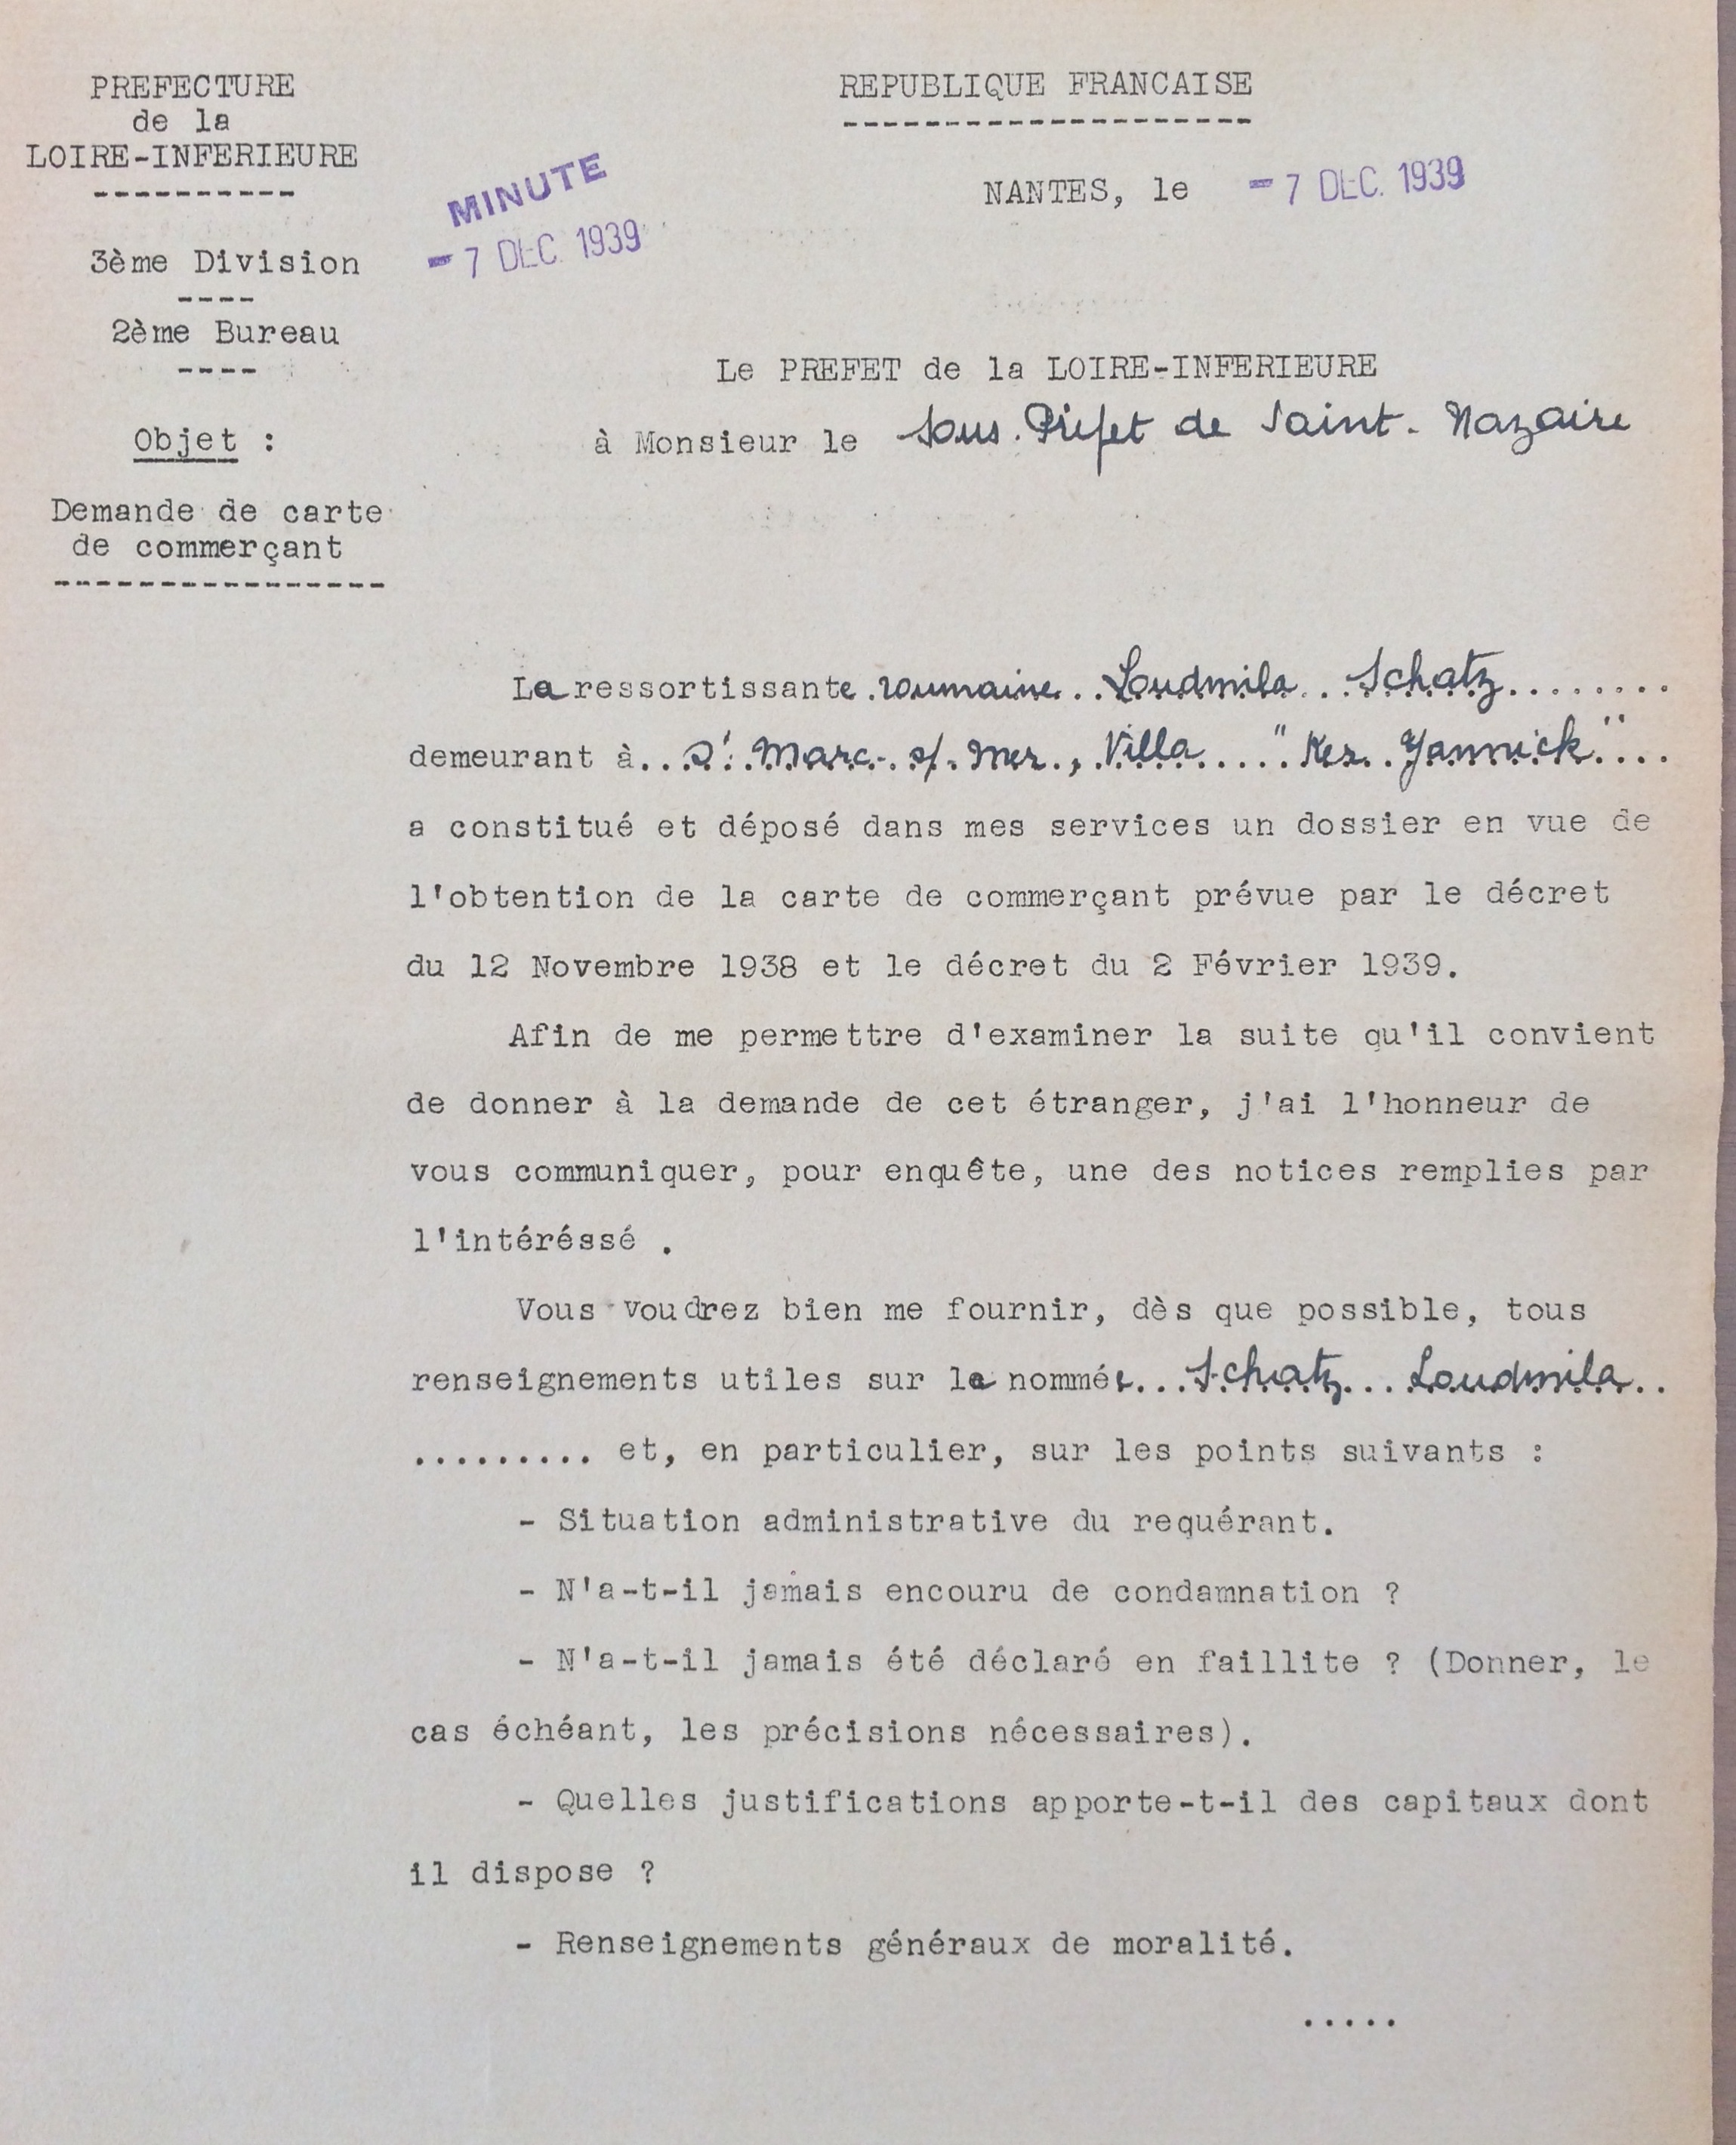 PREFECTURE
de la
LOIRE-INFERIEURE
----------
3ème Division
----
2ème Bureau
----
Objet :
Demande de carte
de commerçant
----------------
MINUTE
- 7 DEC. 1939
REPUBLIQUE FRANCAISE
--------------------
NANTES, le - 7 DEC. 1939
Le PREFET de la LOIRE-INFERIEURE
à Monsieur le Sous-Préfet de Saint-Nazaire
La ressortissante roumaine Loudmila Schatz........
demeurant à.. St Marc s/ Mer, Villa "Ker Yannick"....
a constitué et déposé dans mes services un dossier en vue de
l'obtention de la carte de commerçant prévue par le décret
du 12 Novembre 1938 et le décret du 2 Février 1939.
Afin de me permettre d'examiner la suite qu'il convient
de donner à la demande de cet étranger, j'ai l'honneur de
vous communiquer, pour enquête, une des notices remplies par
l'intéréssé .
Vous voudrez bien me fournir, dès que possible, tous
renseignements utiles sur la nommée... Schatz... Loudmila..
......... et, en particulier, sur les points suivants :
- Situation administrative du requérant.
- N'a-t-il jamais encouru de condamnation ?
- N'a-t-il jamais été déclaré en faillite ? (Donner, le
cas échéant, les précisions nécessaires).
- Quelles justifications apporte-t-il des capitaux dont
il dispose ?
- Renseignements généraux de moralité.
.....